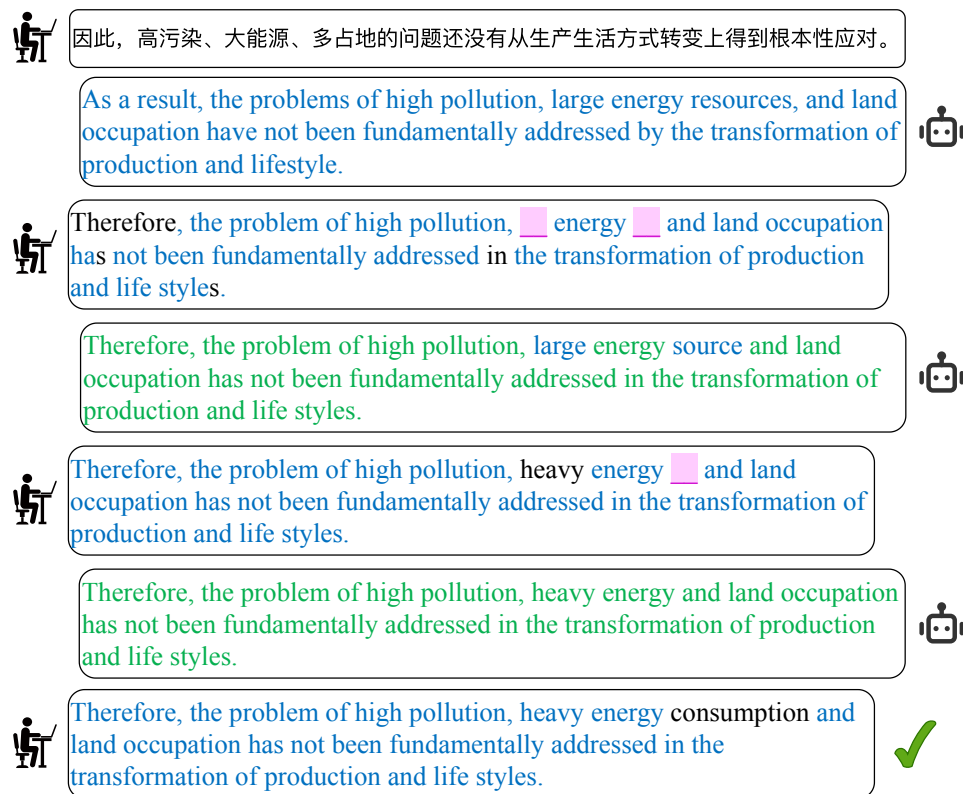 因此，高污染、大能源、多占地的问题还没有从生产生活方式转变上得到根本性应对。
As a result, the problems of high pollution, large energy resources, and land
occupation have not been fundamentally addressed by the transformation of
production and lifestyle.
Therefore, the problem of high pollution, __ energy __ and land occupation
has not been fundamentally addressed in the transformation of production
and life styles.
Therefore, the problem of high pollution, large energy source and land
occupation has not been fundamentally addressed in the transformation of
production and life styles.
Therefore, the problem of high pollution, heavy energy __ and land
occupation has not been fundamentally addressed in the transformation of
production and life styles.
Therefore, the problem of high pollution, heavy energy and land occupation
has not been fundamentally addressed in the transformation of production
and life styles.
Therefore, the problem of high pollution, heavy energy consumption and
land occupation has not been fundamentally addressed in the
transformation of production and life styles.